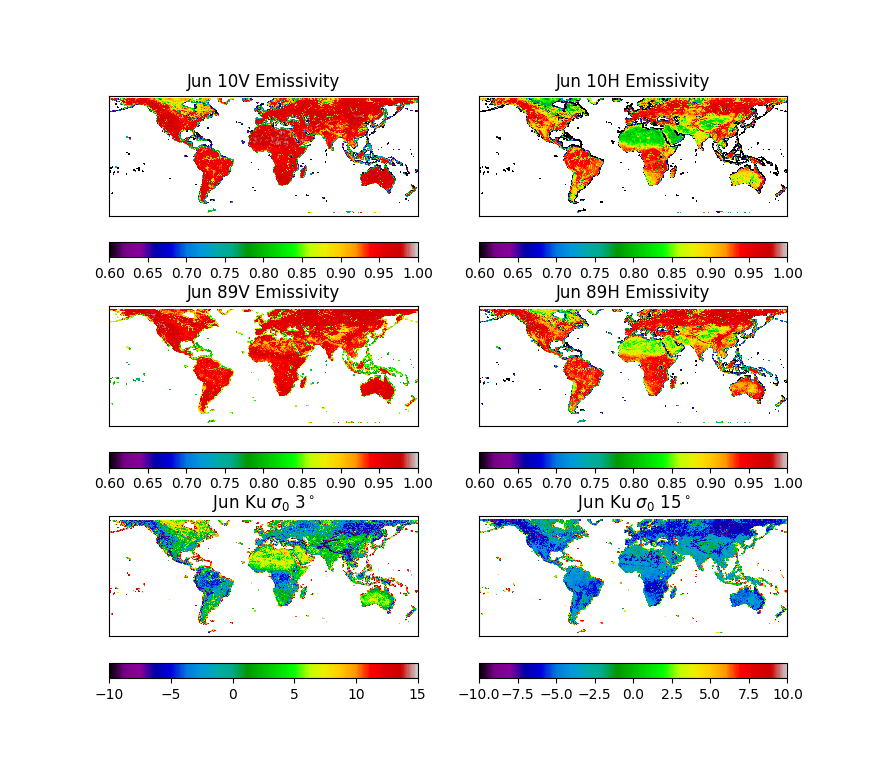 Jun 10V Emissivity
Jun 10H Emissivity
0.60 0.65 0.70 0.75 0.80 0.85 0.90 0.95 1.00
0.60 0.65 0.70 0.75 0.80 0.85 0.90 0.95 1.00
Jun 89V Emissivity
Jun 89H Emissivity
0.60 0.65 0.70 0.75 0.80 0.85 0.90 0.95 1.00
0.60 0.65 0.70 0.75 0.80 0.85 0.90 0.95 1.00
Jun Ku σ₀ 3°
Jun Ku σ₀ 15°
−10 −5 0 5 10 15
−10.0 −7.5 −5.0 −2.5 0.0 2.5 5.0 7.5 10.0